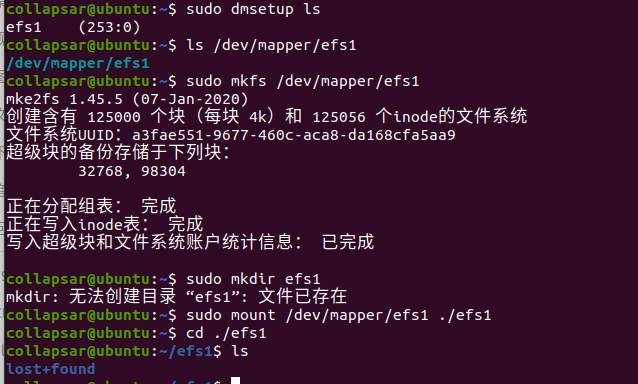 collapsar@ubuntu:~$ sudo dmsetup ls
efs1    (253:0)
collapsar@ubuntu:~$ ls /dev/mapper/efs1
/dev/mapper/efs1
collapsar@ubuntu:~$ sudo mkfs /dev/mapper/efs1
mke2fs 1.45.5 (07-Jan-2020)
创建含有 125000 个块（每块 4k）和 125056 个inode的文件系统
文件系统UUID：a3fae551-9677-460c-aca8-da168cfa5aa9
超级块的备份存储于下列块：
        32768, 98304
正在分配组表： 完成
正在写入inode表： 完成
写入超级块和文件系统账户统计信息： 已完成
collapsar@ubuntu:~$ sudo mkdir efs1
mkdir: 无法创建目录 “efs1”: 文件已存在
collapsar@ubuntu:~$ sudo mount /dev/mapper/efs1 ./efs1
collapsar@ubuntu:~$ cd ./efs1
collapsar@ubuntu:~/efs1$ ls
lost+found
collapsar@ubuntu:~/efs1$